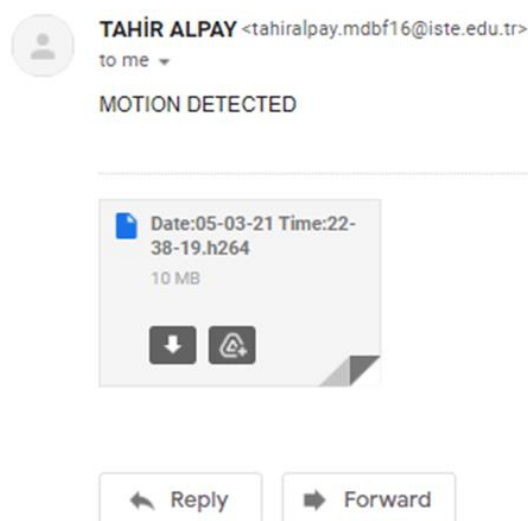 TAHİR ALPAY <tahiralpay.mdbf16@iste.edu.tr>
to me
MOTION DETECTED
Date:05-03-21 Time:22-
38-19.h264
10 MB
Reply
Forward